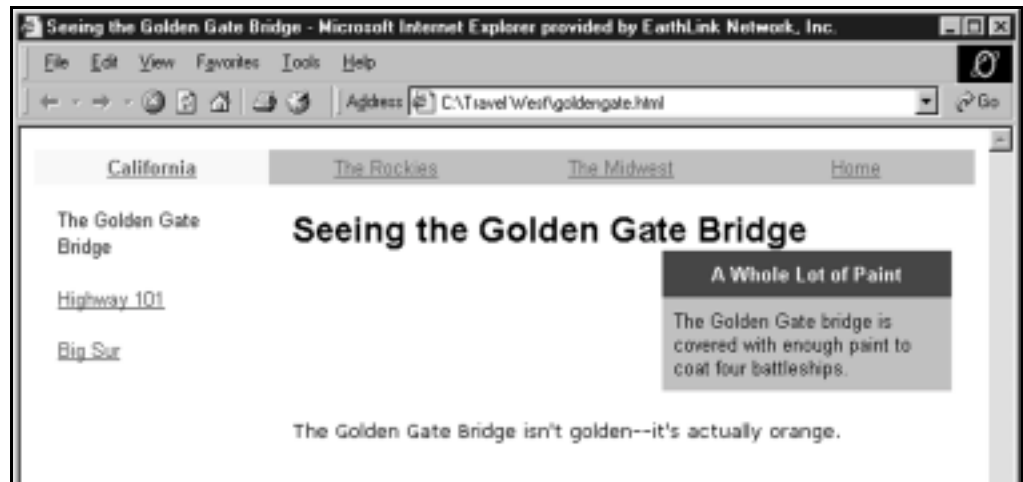 Seeing the Golden Gate Bridge - Microsoft Internet Explorer provided by EarthLink Network, Inc.
File Edit View Favorites Tools Help
Address C:\Travel West\goldengate.html Go
California The Rockies The Midwest Home
The Golden Gate
Bridge
Highway 101
Big Sur
Seeing the Golden Gate Bridge
A Whole Lot of Paint
The Golden Gate bridge is
covered with enough paint to
coat four battleships.
The Golden Gate Bridge isn't golden--it's actually orange.